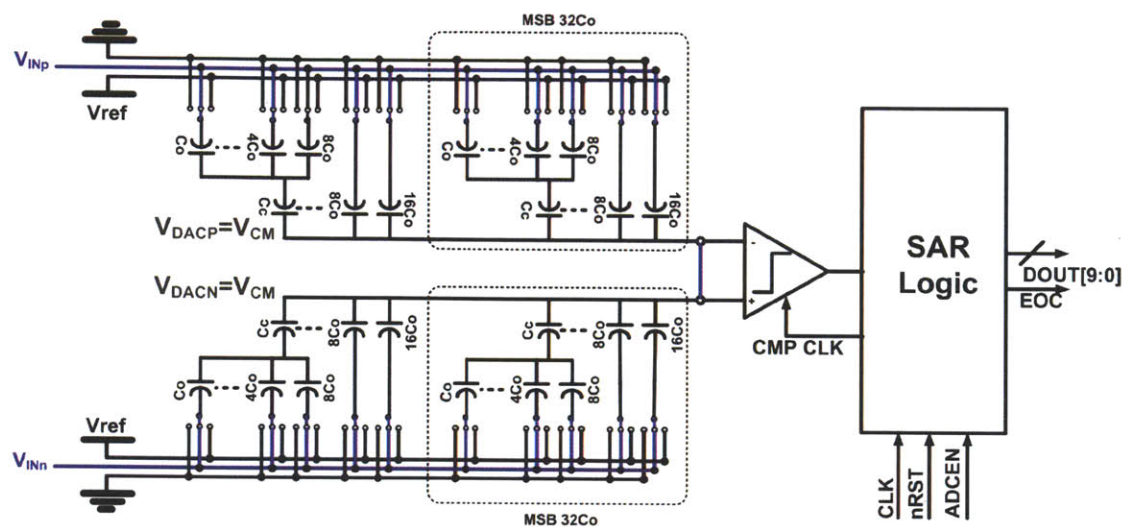 MSB 32Co
VINp
Vref
Co
4Co
8Co
Cc
8Co
16Co
Co
4Co
8Co
Cc
8Co
16Co
VDACP=VCM
VDACN=VCM
-
+
SAR
Logic
DOUT[9:0]
EOC
CMP CLK
Cc
8Co
16Co
Co
4Co
8Co
Cc
8Co
16Co
Co
4Co
8Co
Vref
VINn
MSB 32Co
CLK
nRST
ADCEN